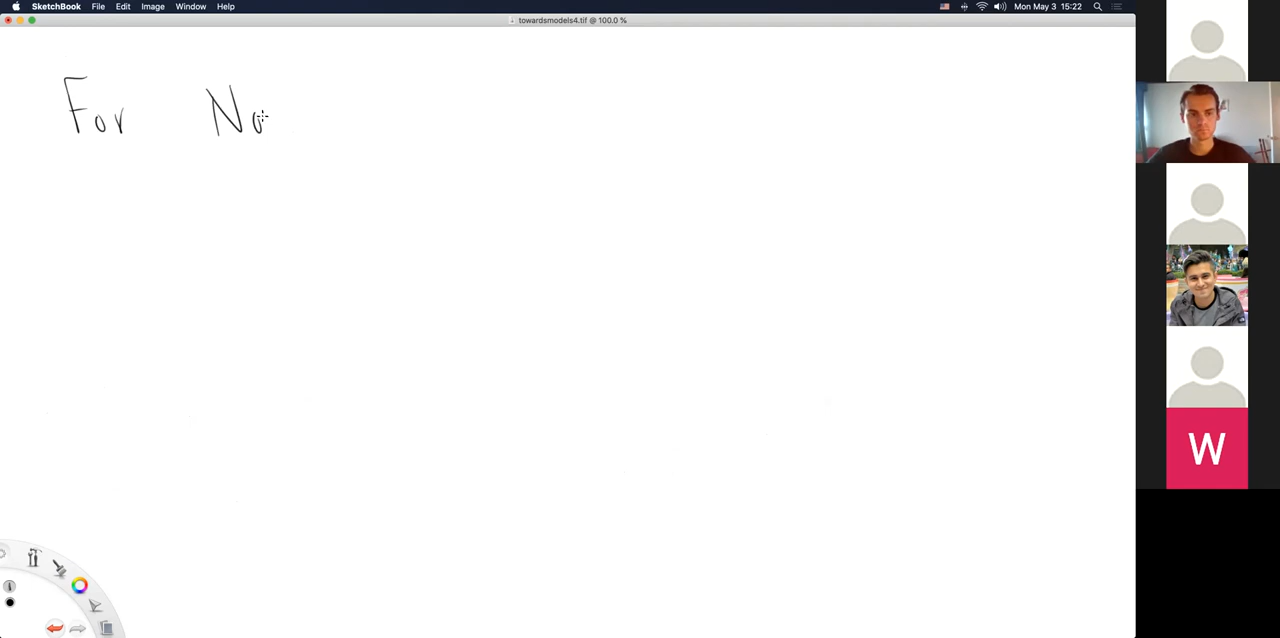 SketchBook File Edit Image Window Help Mon May 3 15:22
towardsmodels4.tif @ 100.0 %
For No
W